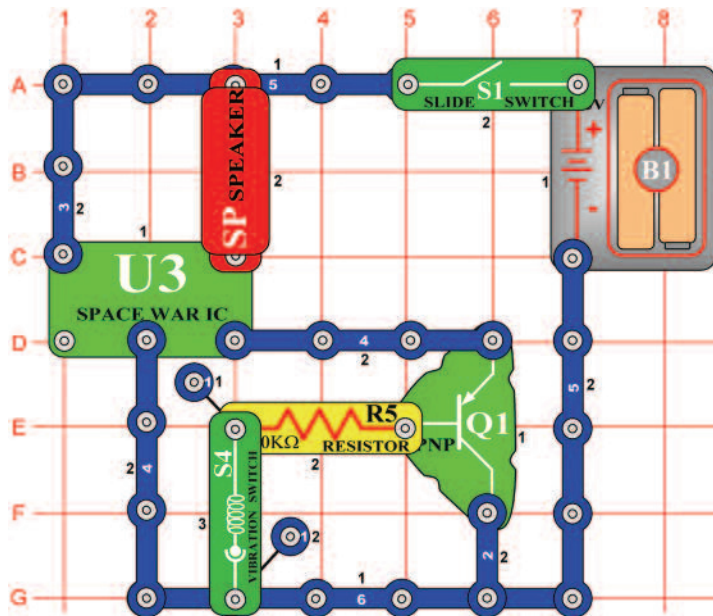 1 2 3 4 5 6 7 8
A
B
C
D
E
F
G
1
5
S1
SLIDE SWITCH
2
V
+
-
1
B1
3
2
SP SPEAKER
2
1
U3
SPACE WAR IC
4
2
1 1
R5
0KΩ
RESISTOR
2
PNP
Q1
1
5
2
2
4
S4
VIBRATION SWITCH
3
1 2
2
2
1
6